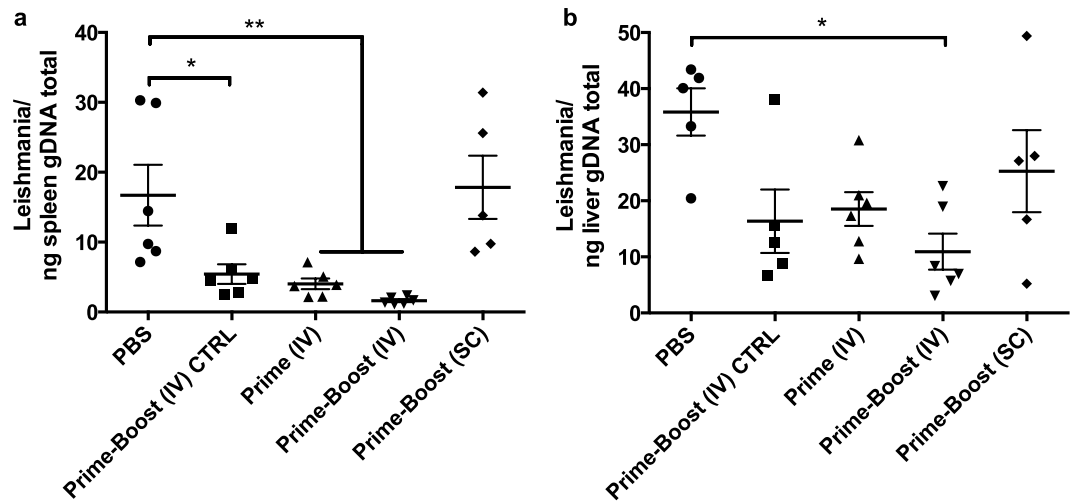 a
Leishmania/
ng spleen gDNA total
40
30
20
10
0
**
*
PBS
Prime-Boost (IV) CTRL
Prime (IV)
Prime-Boost (IV)
Prime-Boost (SC)
b
Leishmania/
ng liver gDNA total
50
40
30
20
10
0
*
PBS
Prime-Boost (IV) CTRL
Prime (IV)
Prime-Boost (IV)
Prime-Boost (SC)